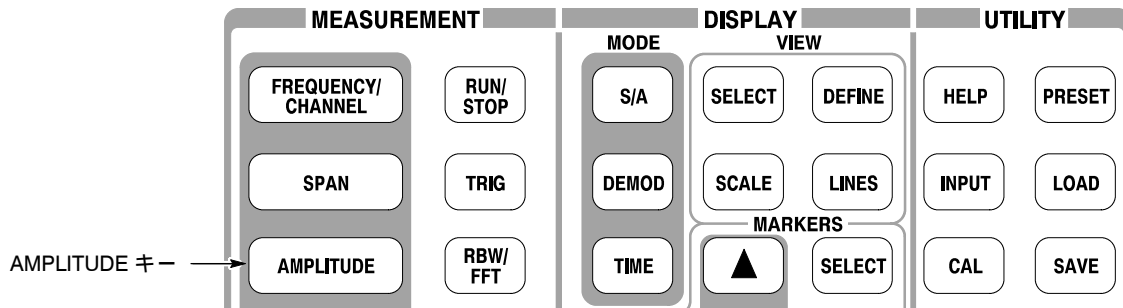 MEASUREMENT DISPLAY UTILITY
MODE VIEW
FREQUENCY/
CHANNEL
RUN/
STOP
S/A
SELECT
DEFINE
HELP
PRESET
SPAN
TRIG
DEMOD
SCALE
LINES
INPUT
LOAD
MARKERS
AMPLITUDE キー
AMPLITUDE
RBW/
FFT
TIME
▲
SELECT
CAL
SAVE